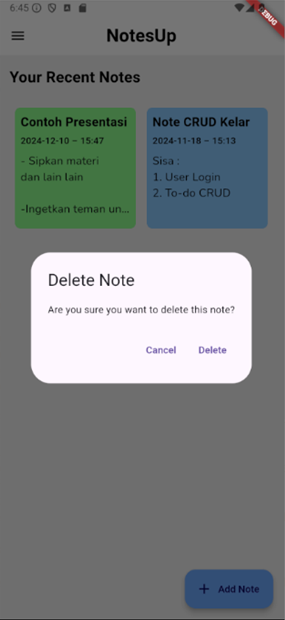 6:45
DEBUG
NotesUp
Your Recent Notes
Contoh Presentasi
2024-12-10 – 15:47
- Sipkan materi
dan lain lain
-Ingetkan teman un...
Note CRUD Kelar
2024-11-18 – 15:13
Sisa :
1. User Login
2. To-do CRUD
Delete Note
Are you sure you want to delete this note?
Cancel Delete
+ Add Note